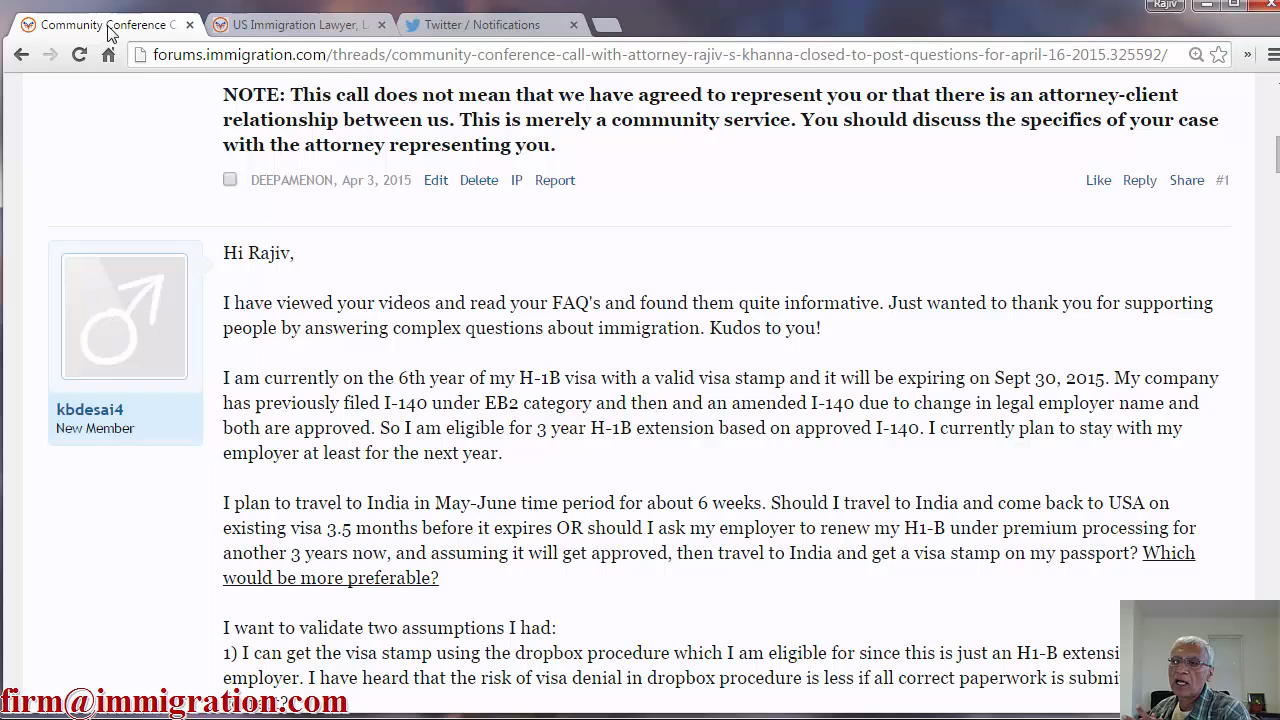 Rajiv
Community Conference C
US Immigration Lawyer, L
Twitter / Notifications
forums.immigration.com/threads/community-conference-call-with-attorney-rajiv-s-khanna-closed-to-post-questions-for-april-16-2015.325592/
NOTE: This call does not mean that we have agreed to represent you or that there is an attorney-client
relationship between us. This is merely a community service. You should discuss the specifics of your case
with the attorney representing you.
DEEPAMENON, Apr 3, 2015 Edit Delete IP Report Like Reply Share #1
Hi Rajiv,
I have viewed your videos and read your FAQ's and found them quite informative. Just wanted to thank you for supporting
people by answering complex questions about immigration. Kudos to you!
I am currently on the 6th year of my H-1B visa with a valid visa stamp and it will be expiring on Sept 30, 2015. My company
has previously filed I-140 under EB2 category and then and an amended I-140 due to change in legal employer name and
both are approved. So I am eligible for 3 year H-1B extension based on approved I-140. I currently plan to stay with my
employer at least for the next year.
kbdesai4
New Member
I plan to travel to India in May-June time period for about 6 weeks. Should I travel to India and come back to USA on
existing visa 3.5 months before it expires OR should I ask my employer to renew my H1-B under premium processing for
another 3 years now, and assuming it will get approved, then travel to India and get a visa stamp on my passport? Which
would be more preferable?
I want to validate two assumptions I had:
1) I can get the visa stamp using the dropbox procedure which I am eligible for since this is just an H1-B extensi
employer. I have heard that the risk of visa denial in dropbox procedure is less if all correct paperwork is submi
firm@immigration.com